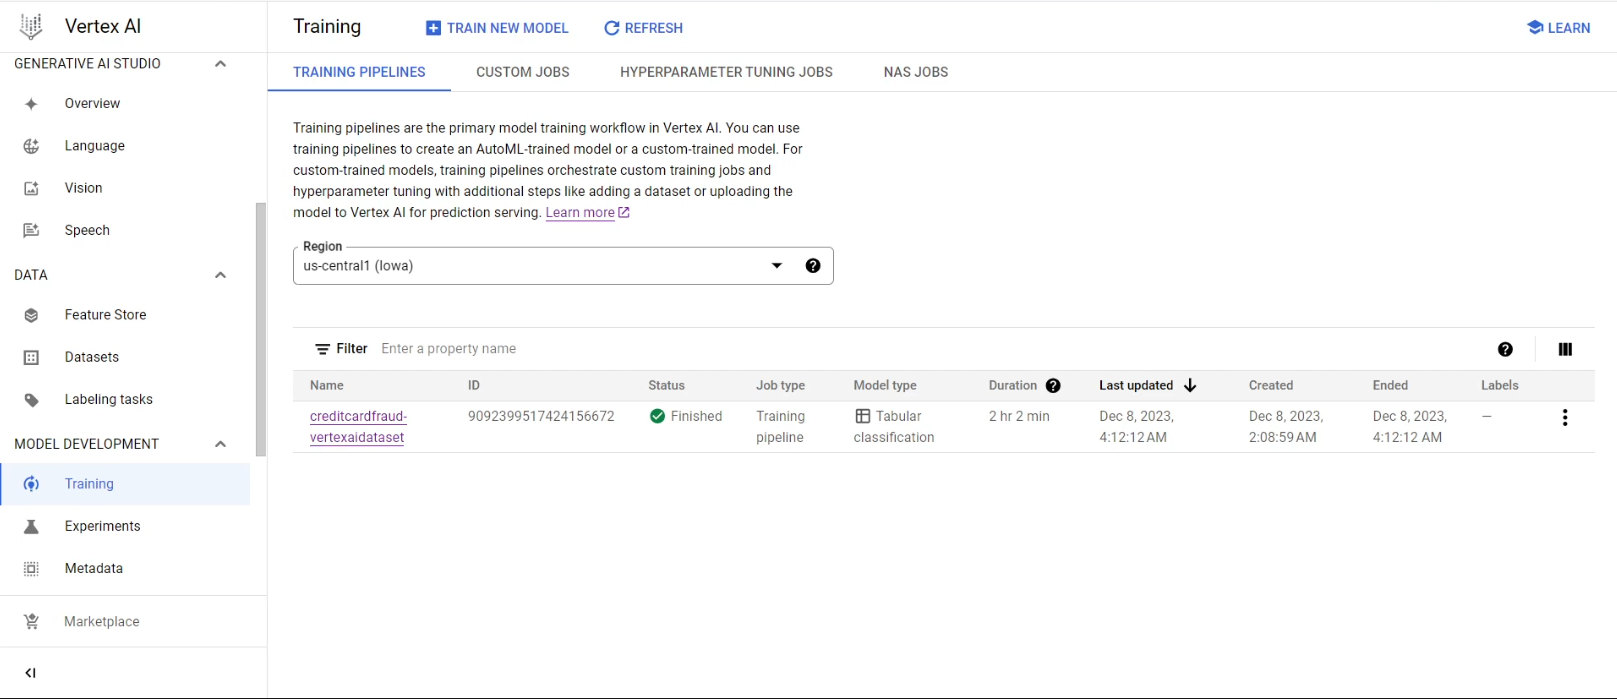 Vertex AI
GENERATIVE AI STUDIO
Overview
Language
Vision
Speech
DATA
Feature Store
Datasets
Labeling tasks
MODEL DEVELOPMENT
Training
Experiments
Metadata
Marketplace
Training
TRAIN NEW MODEL
REFRESH
LEARN
TRAINING PIPELINES
CUSTOM JOBS
HYPERPARAMETER TUNING JOBS
NAS JOBS
Training pipelines are the primary model training workflow in Vertex AI. You can use
training pipelines to create an AutoML-trained model or a custom-trained model. For
custom-trained models, training pipelines orchestrate custom training jobs and
hyperparameter tuning with additional steps like adding a dataset or uploading the
model to Vertex AI for prediction serving. Learn more
Region
us-central1 (Iowa)
Filter Enter a property name
Name ID Status Job type Model type Duration Last updated Created Ended Labels
creditcardfraud- 9092399517424156672 Finished Training Tabular 2 hr 2 min Dec 8, 2023, Dec 8, 2023, Dec 8, 2023, —
vertexaidataset pipeline classification 4:12:12 AM 2:08:59 AM 4:12:12 AM